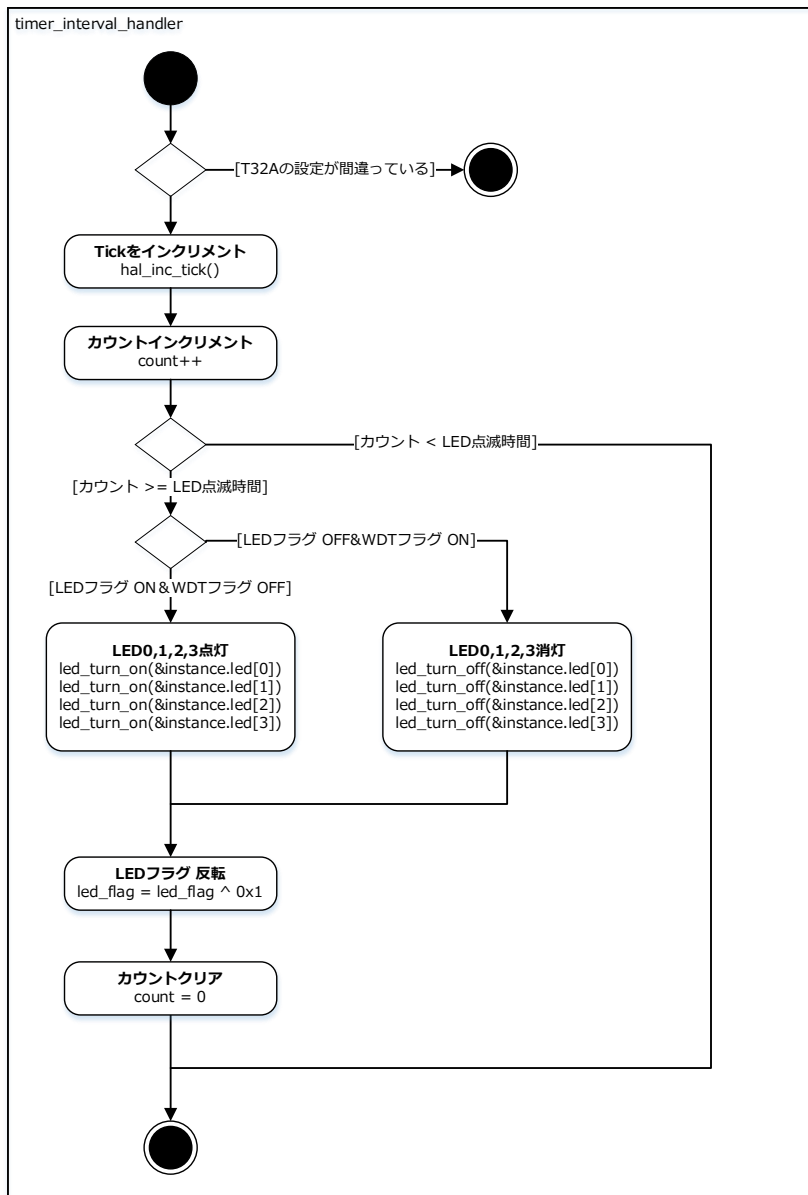 timer_interval_handler
[T32Aの設定が間違っている]
Tickをインクリメント
hal_inc_tick()
カウントインクリメント
count++
[カウント < LED点滅時間]
[カウント >= LED点滅時間]
[LEDフラグ OFF&WDTフラグ ON]
[LEDフラグ ON＆WDTフラグ OFF]
LED0,1,2,3点灯
led_turn_on(&instance.led[0])
led_turn_on(&instance.led[1])
led_turn_on(&instance.led[2])
led_turn_on(&instance.led[3])
LED0,1,2,3消灯
led_turn_off(&instance.led[0])
led_turn_off(&instance.led[1])
led_turn_off(&instance.led[2])
led_turn_off(&instance.led[3])
LEDフラグ 反転
led_flag = led_flag ^ 0x1
カウントクリア
count = 0